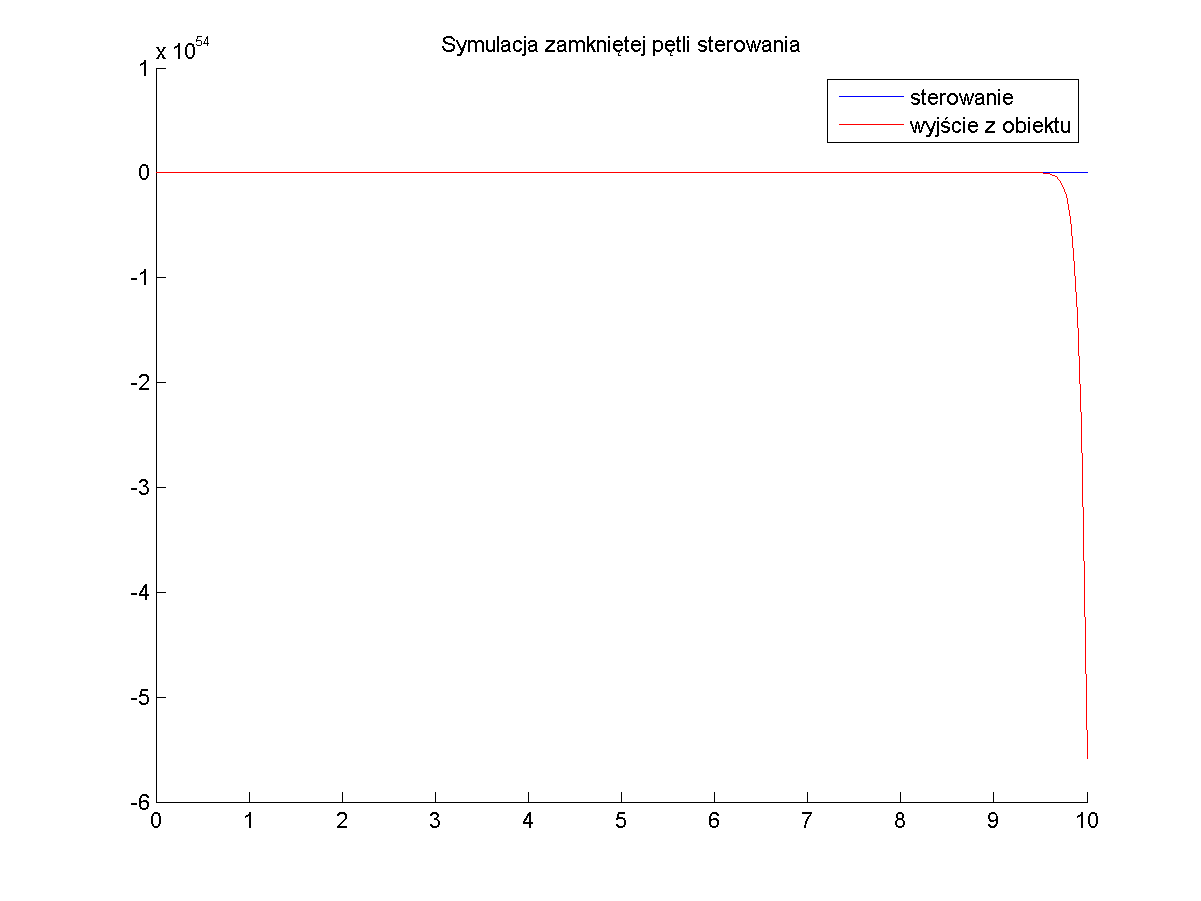 Symulacja zamkniętej pętli sterowania
x 10^54
sterowanie
wyjście z obiektu
1
0
-1
-2
-3
-4
-5
-6
0 1 2 3 4 5 6 7 8 9 10